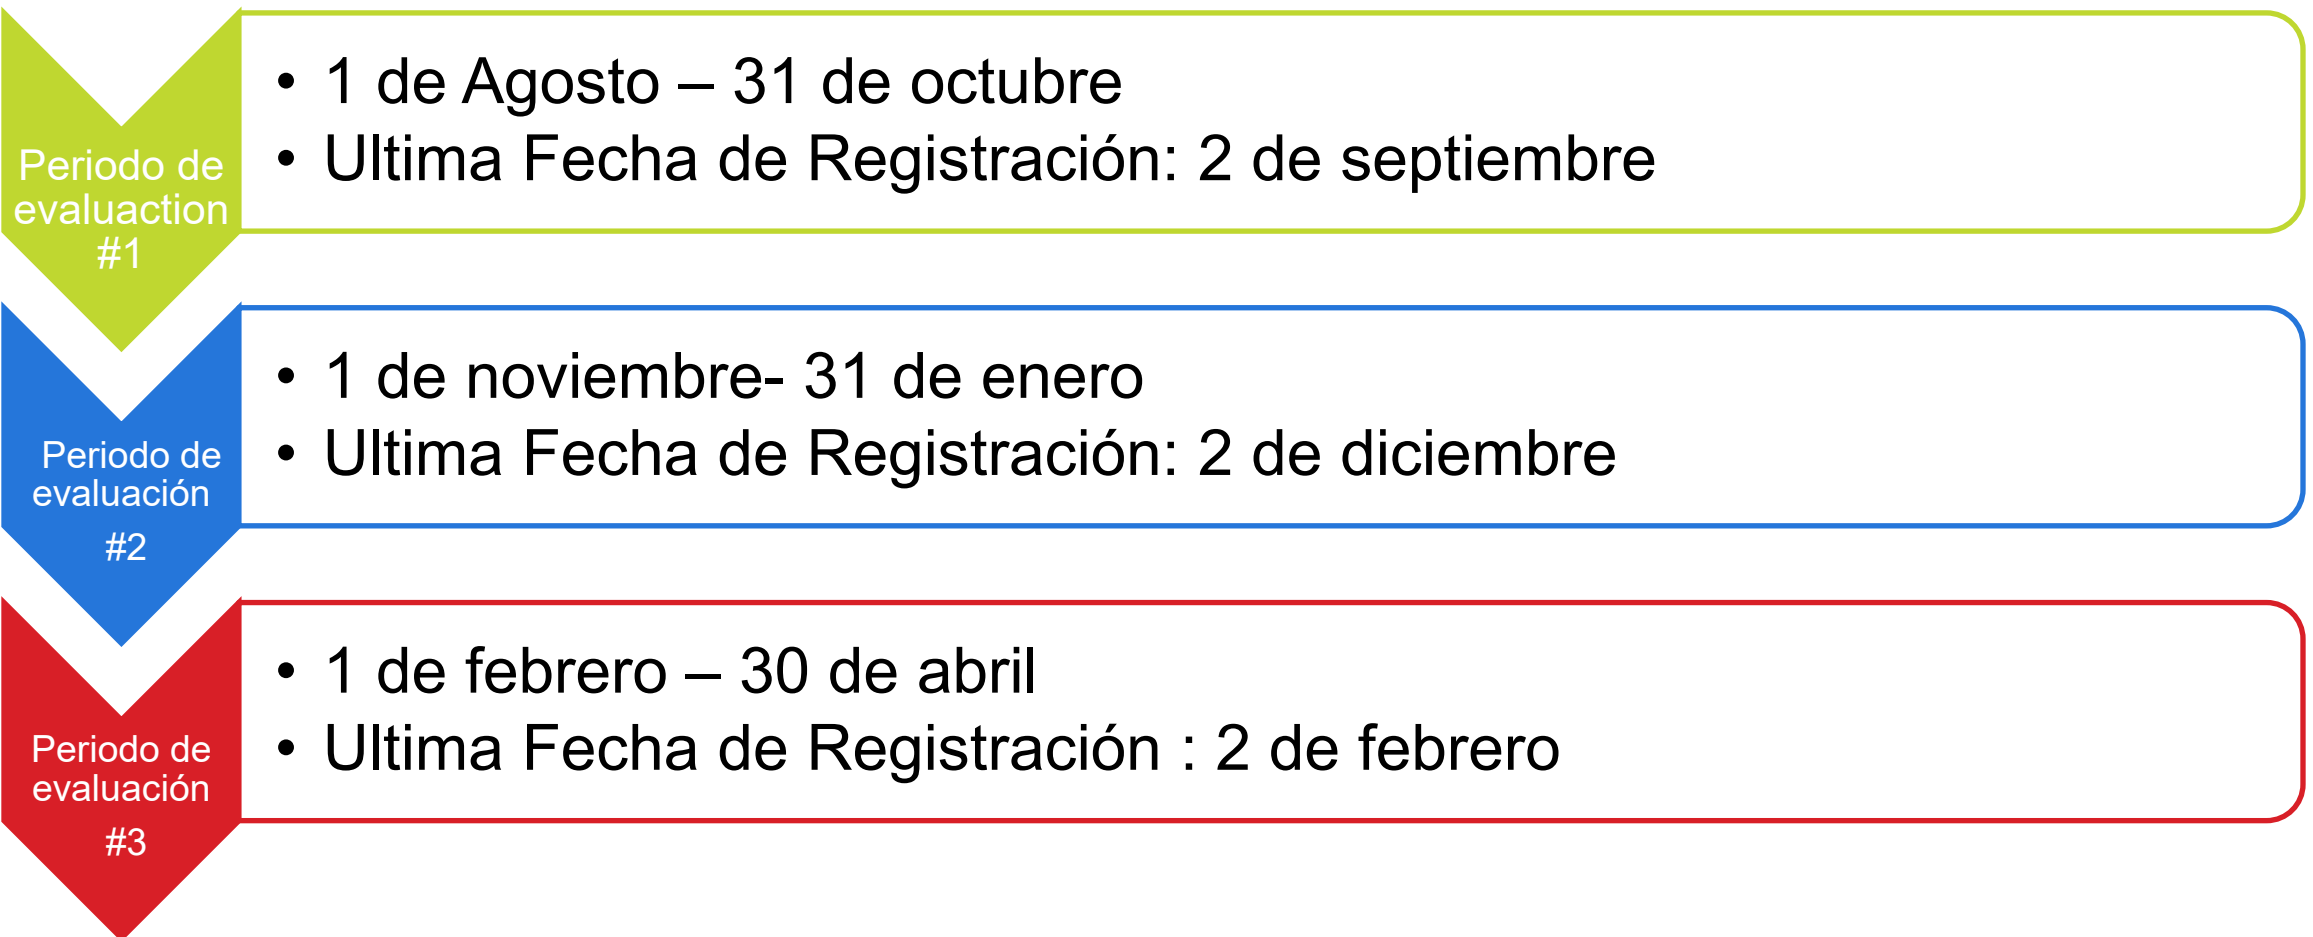 Periodo de
evaluaction
#1
• 1 de Agosto – 31 de octubre
• Ultima Fecha de Registración: 2 de septiembre
Periodo de
evaluación
#2
• 1 de noviembre- 31 de enero
• Ultima Fecha de Registración: 2 de diciembre
Periodo de
evaluación
#3
• 1 de febrero – 30 de abril
• Ultima Fecha de Registración : 2 de febrero